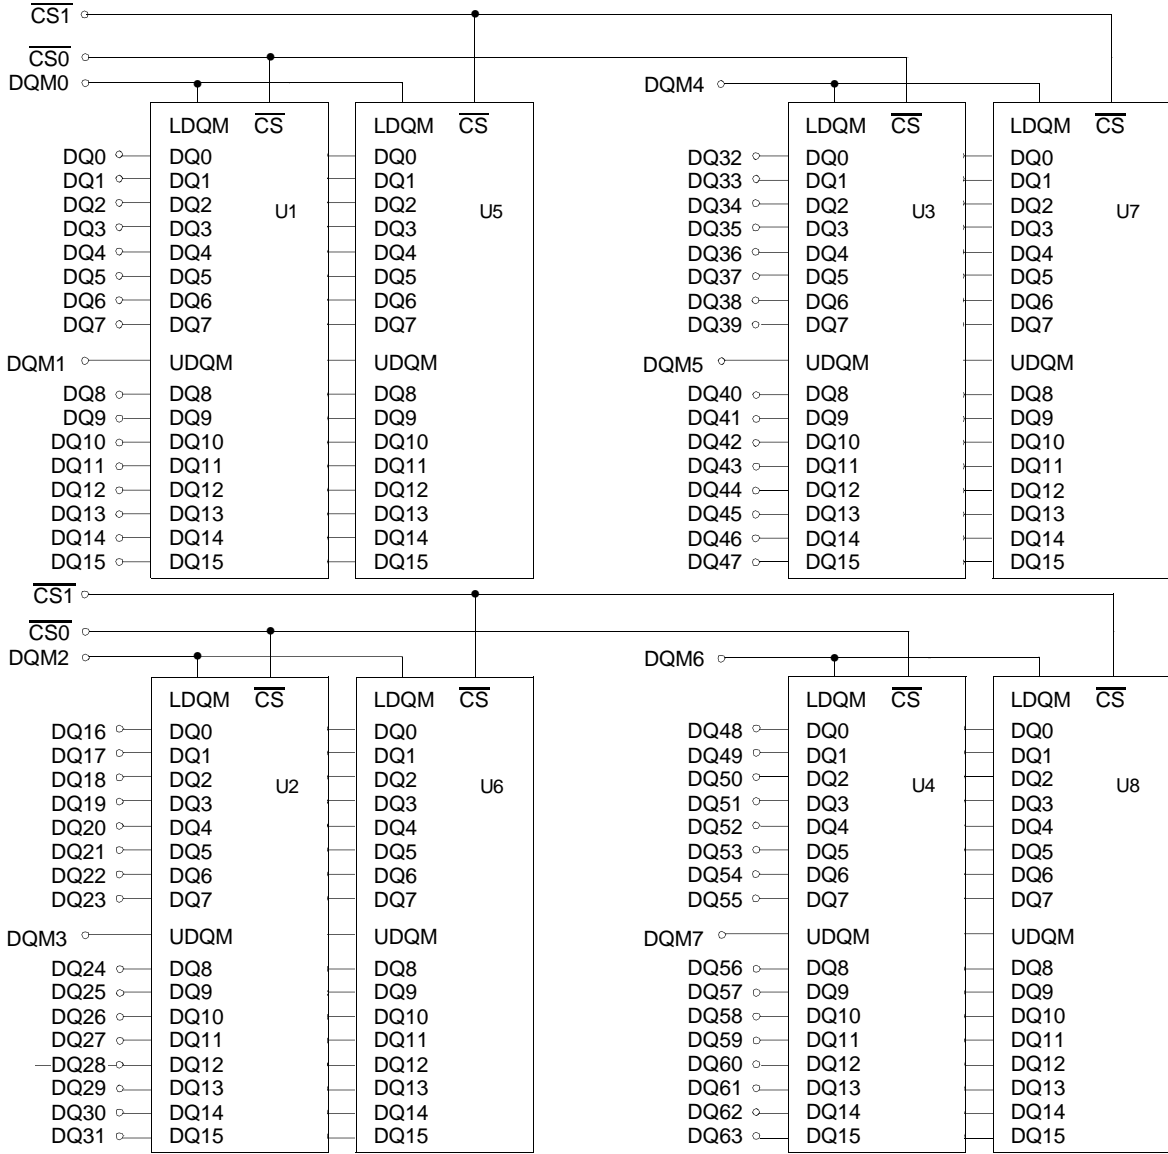 CS1
CS0
DQM0 DQM4
LDQM CS LDQM CS LDQM CS LDQM CS
DQ0 DQ0 DQ0 DQ32 DQ0 DQ0
DQ1 DQ1 DQ1 DQ33 DQ1 DQ1
DQ2 DQ2 U1 DQ2 U5 DQ34 DQ2 U3 DQ2 U7
DQ3 DQ3 DQ3 DQ35 DQ3 DQ3
DQ4 DQ4 DQ4 DQ36 DQ4 DQ4
DQ5 DQ5 DQ5 DQ37 DQ5 DQ5
DQ6 DQ6 DQ6 DQ38 DQ6 DQ6
DQ7 DQ7 DQ7 DQ39 DQ7 DQ7
DQM1 UDQM UDQM DQM5 UDQM UDQM
DQ8 DQ8 DQ8 DQ40 DQ8 DQ8
DQ9 DQ9 DQ9 DQ41 DQ9 DQ9
DQ10 DQ10 DQ10 DQ42 DQ10 DQ10
DQ11 DQ11 DQ11 DQ43 DQ11 DQ11
DQ12 DQ12 DQ12 DQ44 DQ12 DQ12
DQ13 DQ13 DQ13 DQ45 DQ13 DQ13
DQ14 DQ14 DQ14 DQ46 DQ14 DQ14
DQ15 DQ15 DQ15 DQ47 DQ15 DQ15
CS1
CS0
DQM2 DQM6
LDQM CS LDQM CS LDQM CS LDQM CS
DQ16 DQ0 DQ0 DQ48 DQ0 DQ0
DQ17 DQ1 DQ1 DQ49 DQ1 DQ1
DQ18 DQ2 U2 DQ2 U6 DQ50 DQ2 U4 DQ2 U8
DQ19 DQ3 DQ3 DQ51 DQ3 DQ3
DQ20 DQ4 DQ4 DQ52 DQ4 DQ4
DQ21 DQ5 DQ5 DQ53 DQ5 DQ5
DQ22 DQ6 DQ6 DQ54 DQ6 DQ6
DQ23 DQ7 DQ7 DQ55 DQ7 DQ7
DQM3 UDQM UDQM DQM7 UDQM UDQM
DQ24 DQ8 DQ8 DQ56 DQ8 DQ8
DQ25 DQ9 DQ9 DQ57 DQ9 DQ9
DQ26 DQ10 DQ10 DQ58 DQ10 DQ10
DQ27 DQ11 DQ11 DQ59 DQ11 DQ11
DQ28 DQ12 DQ12 DQ60 DQ12 DQ12
DQ29 DQ13 DQ13 DQ61 DQ13 DQ13
DQ30 DQ14 DQ14 DQ62 DQ14 DQ14
DQ31 DQ15 DQ15 DQ63 DQ15 DQ15